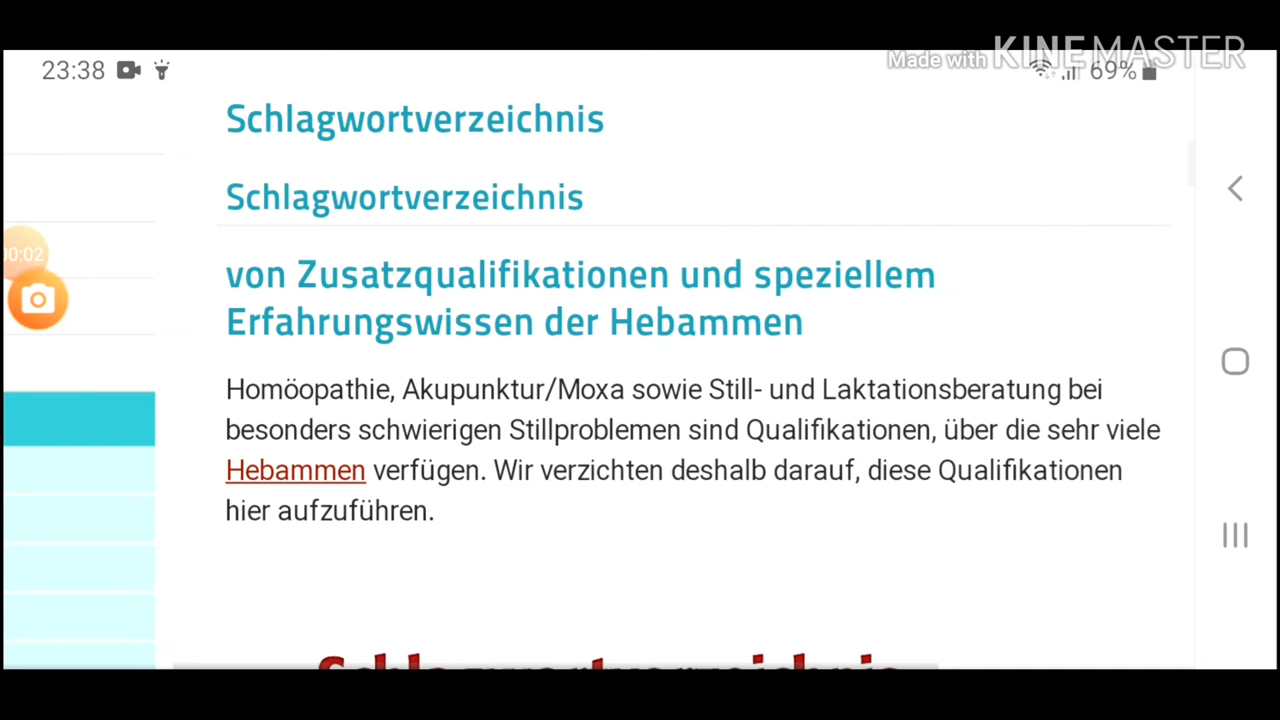 Made with KINEMASTER
23:38 69%
Schlagwortverzeichnis
Schlagwortverzeichnis
00:02
von Zusatzqualifikationen und speziellem
Erfahrungswissen der Hebammen
Homöopathie, Akupunktur/Moxa sowie Still- und Laktationsberatung bei
besonders schwierigen Stillproblemen sind Qualifikationen, über die sehr viele
Hebammen verfügen. Wir verzichten deshalb darauf, diese Qualifikationen
hier aufzuführen.
Schlagwortverzeichnis